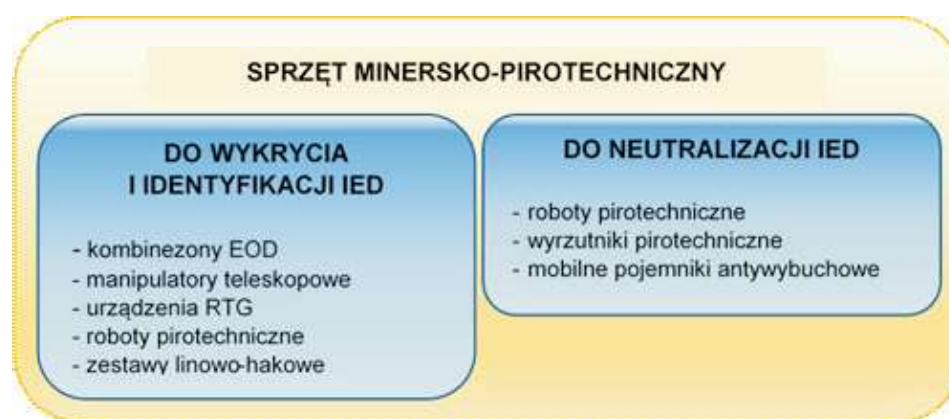 SPRZĘT MINERSKO-PIROTECHNICZNY
DO WYKRYCIA
I IDENTYFIKACJI IED
- kombinezony EOD
- manipulatory teleskopowe
- urządzenia RTG
- roboty pirotechniczne
- zestawy linowo-hakowe
DO NEUTRALIZACJI IED
- roboty pirotechniczne
- wyrzutniki pirotechniczne
- mobilne pojemniki antywybuchowe